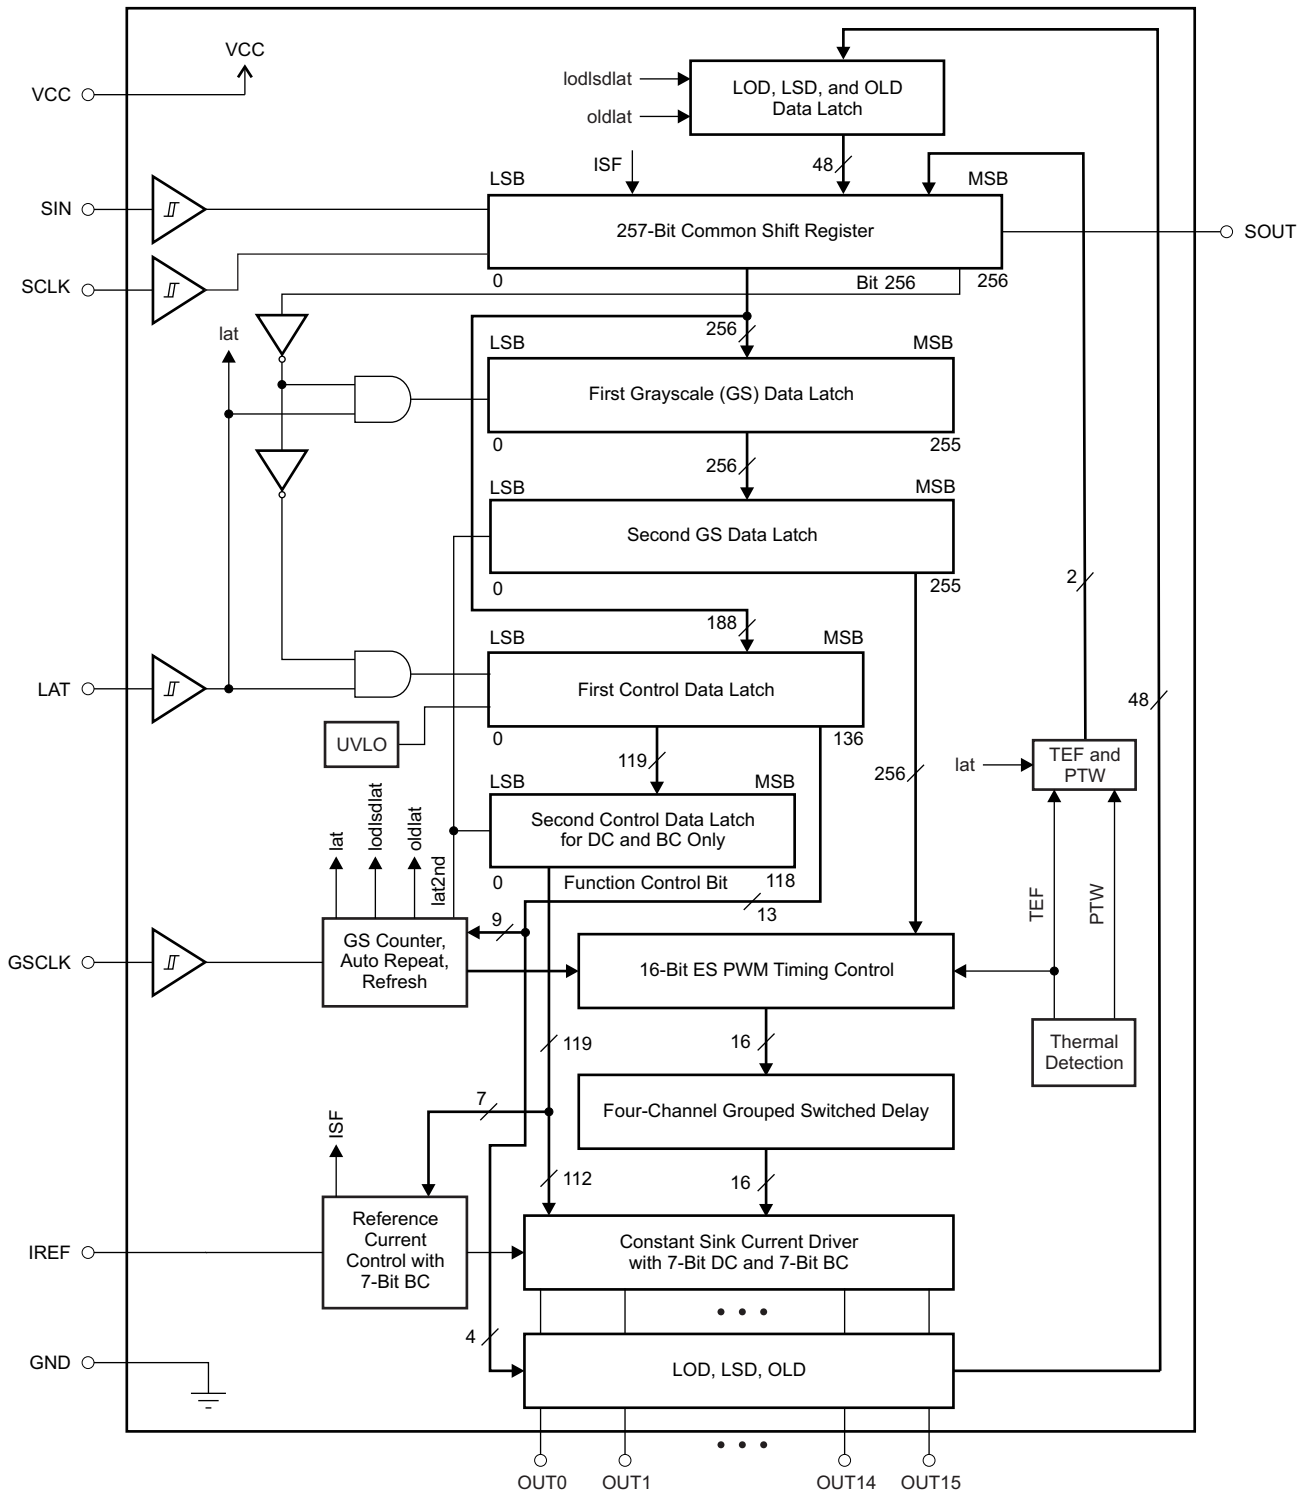 VCC
VCC
lodlsdlat
oldlat
LOD, LSD, and OLD
Data Latch
ISF
48
LSB
MSB
SIN
257-Bit Common Shift Register
SOUT
SCLK
0
Bit 256
256
lat
256
LSB
MSB
First Grayscale (GS) Data Latch
0
255
256
LSB
MSB
Second GS Data Latch
0
255
2
188
LSB
MSB
LAT
First Control Data Latch
48
UVLO
0
136
119
256
lat
TEF and
PTW
LSB
MSB
Second Control Data Latch
for DC and BC Only
lat
lodlsdlat
oldlat
lat2nd
0
Function Control Bit
118
13
9
TEF
PTW
GSCLK
GS Counter,
Auto Repeat,
Refresh
16-Bit ES PWM Timing Control
119
16
Thermal
Detection
7
Four-Channel Grouped Switched Delay
ISF
112
16
IREF
Reference
Current
Control with
7-Bit BC
Constant Sink Current Driver
with 7-Bit DC and 7-Bit BC
4
GND
LOD, LSD, OLD
OUT0
OUT1
OUT14
OUT15